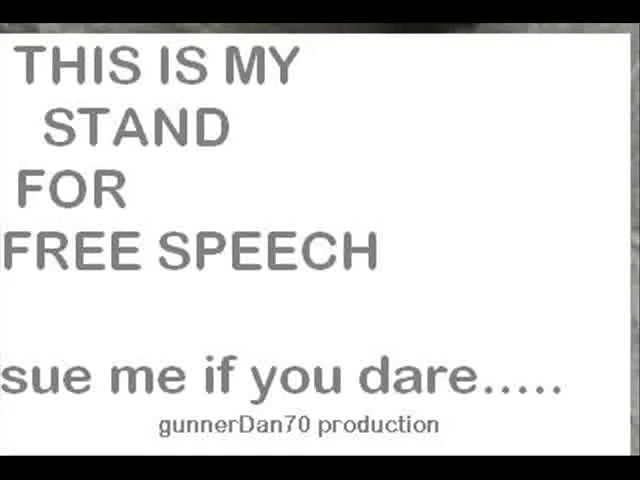 THIS IS MY
STAND
FOR
FREE SPEECH
sue me if you dare.....
gunnerDan70 production